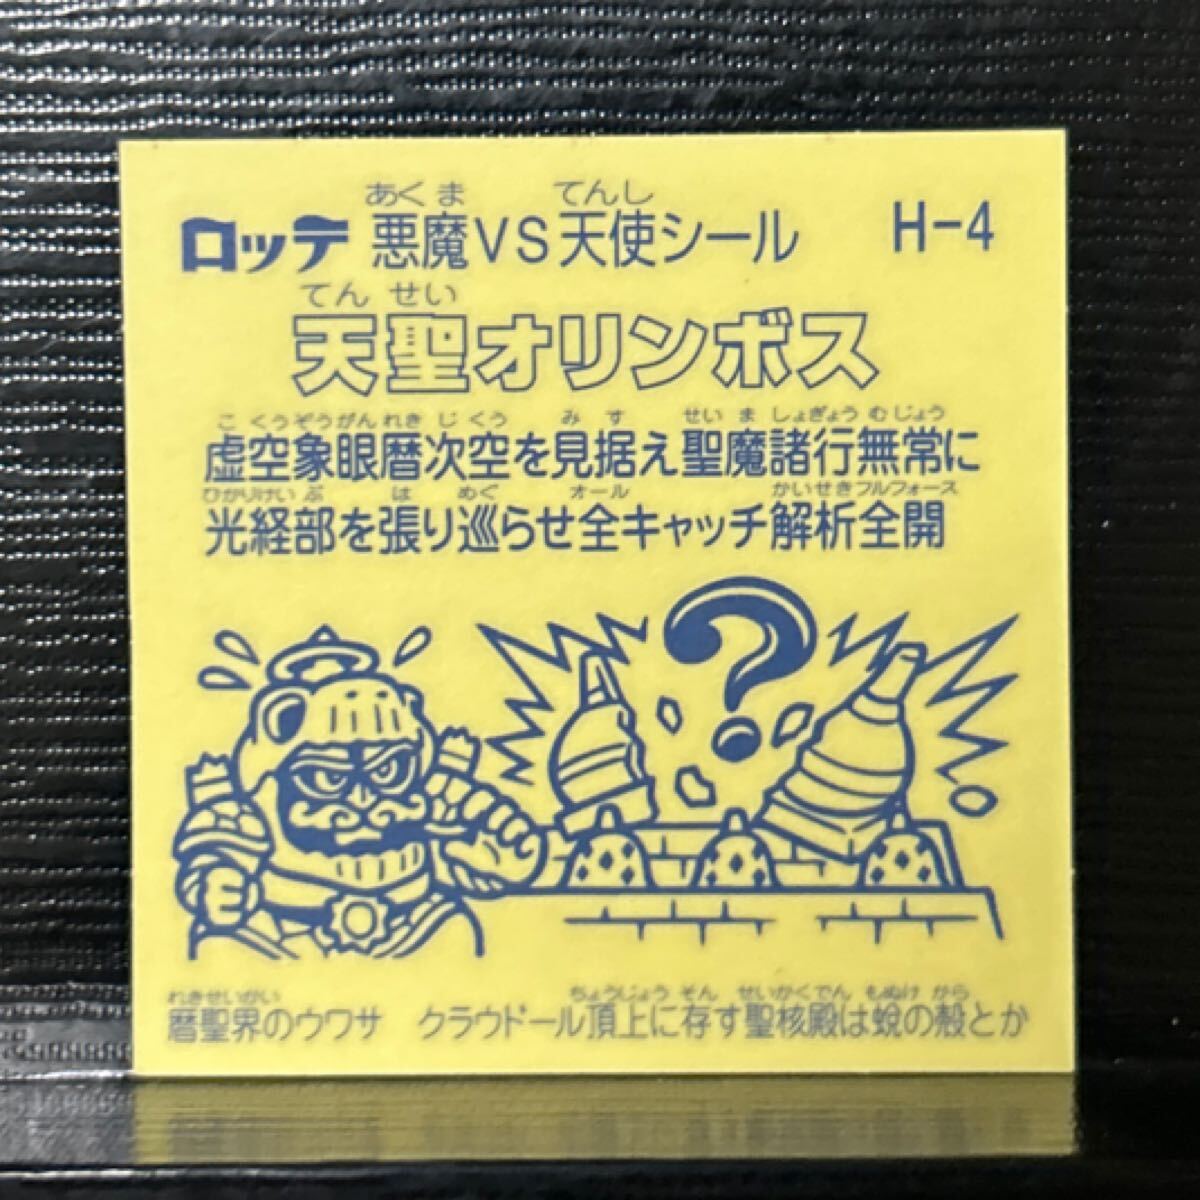 あくま てんし
ロッテ 悪魔VS天使シール H-4
てん せい
天聖オリンボス
こくうぞうがんれき じくう みす せいま しょぎょうむじょう
虚空象眼暦次空を見据え聖魔諸行無常に
ひかりけいぶ は めぐ オール かいせきフルフォース
光経部を張り巡らせ全キャッチ解析全開
?
れきせいかい ちょうじょう そん せいかくでん もぬけ から
暦聖界のウワサ クラウドール頂上に存す聖核殿は蛻の殻とか